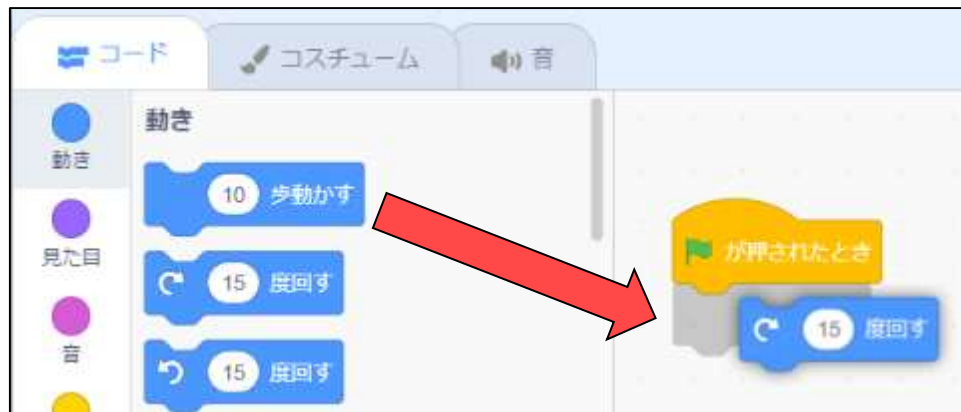 コード コスチューム 音
動き
動き
10 歩動かす
見た目
15 度回す
音
15 度回す
が押されたとき
15 度回す